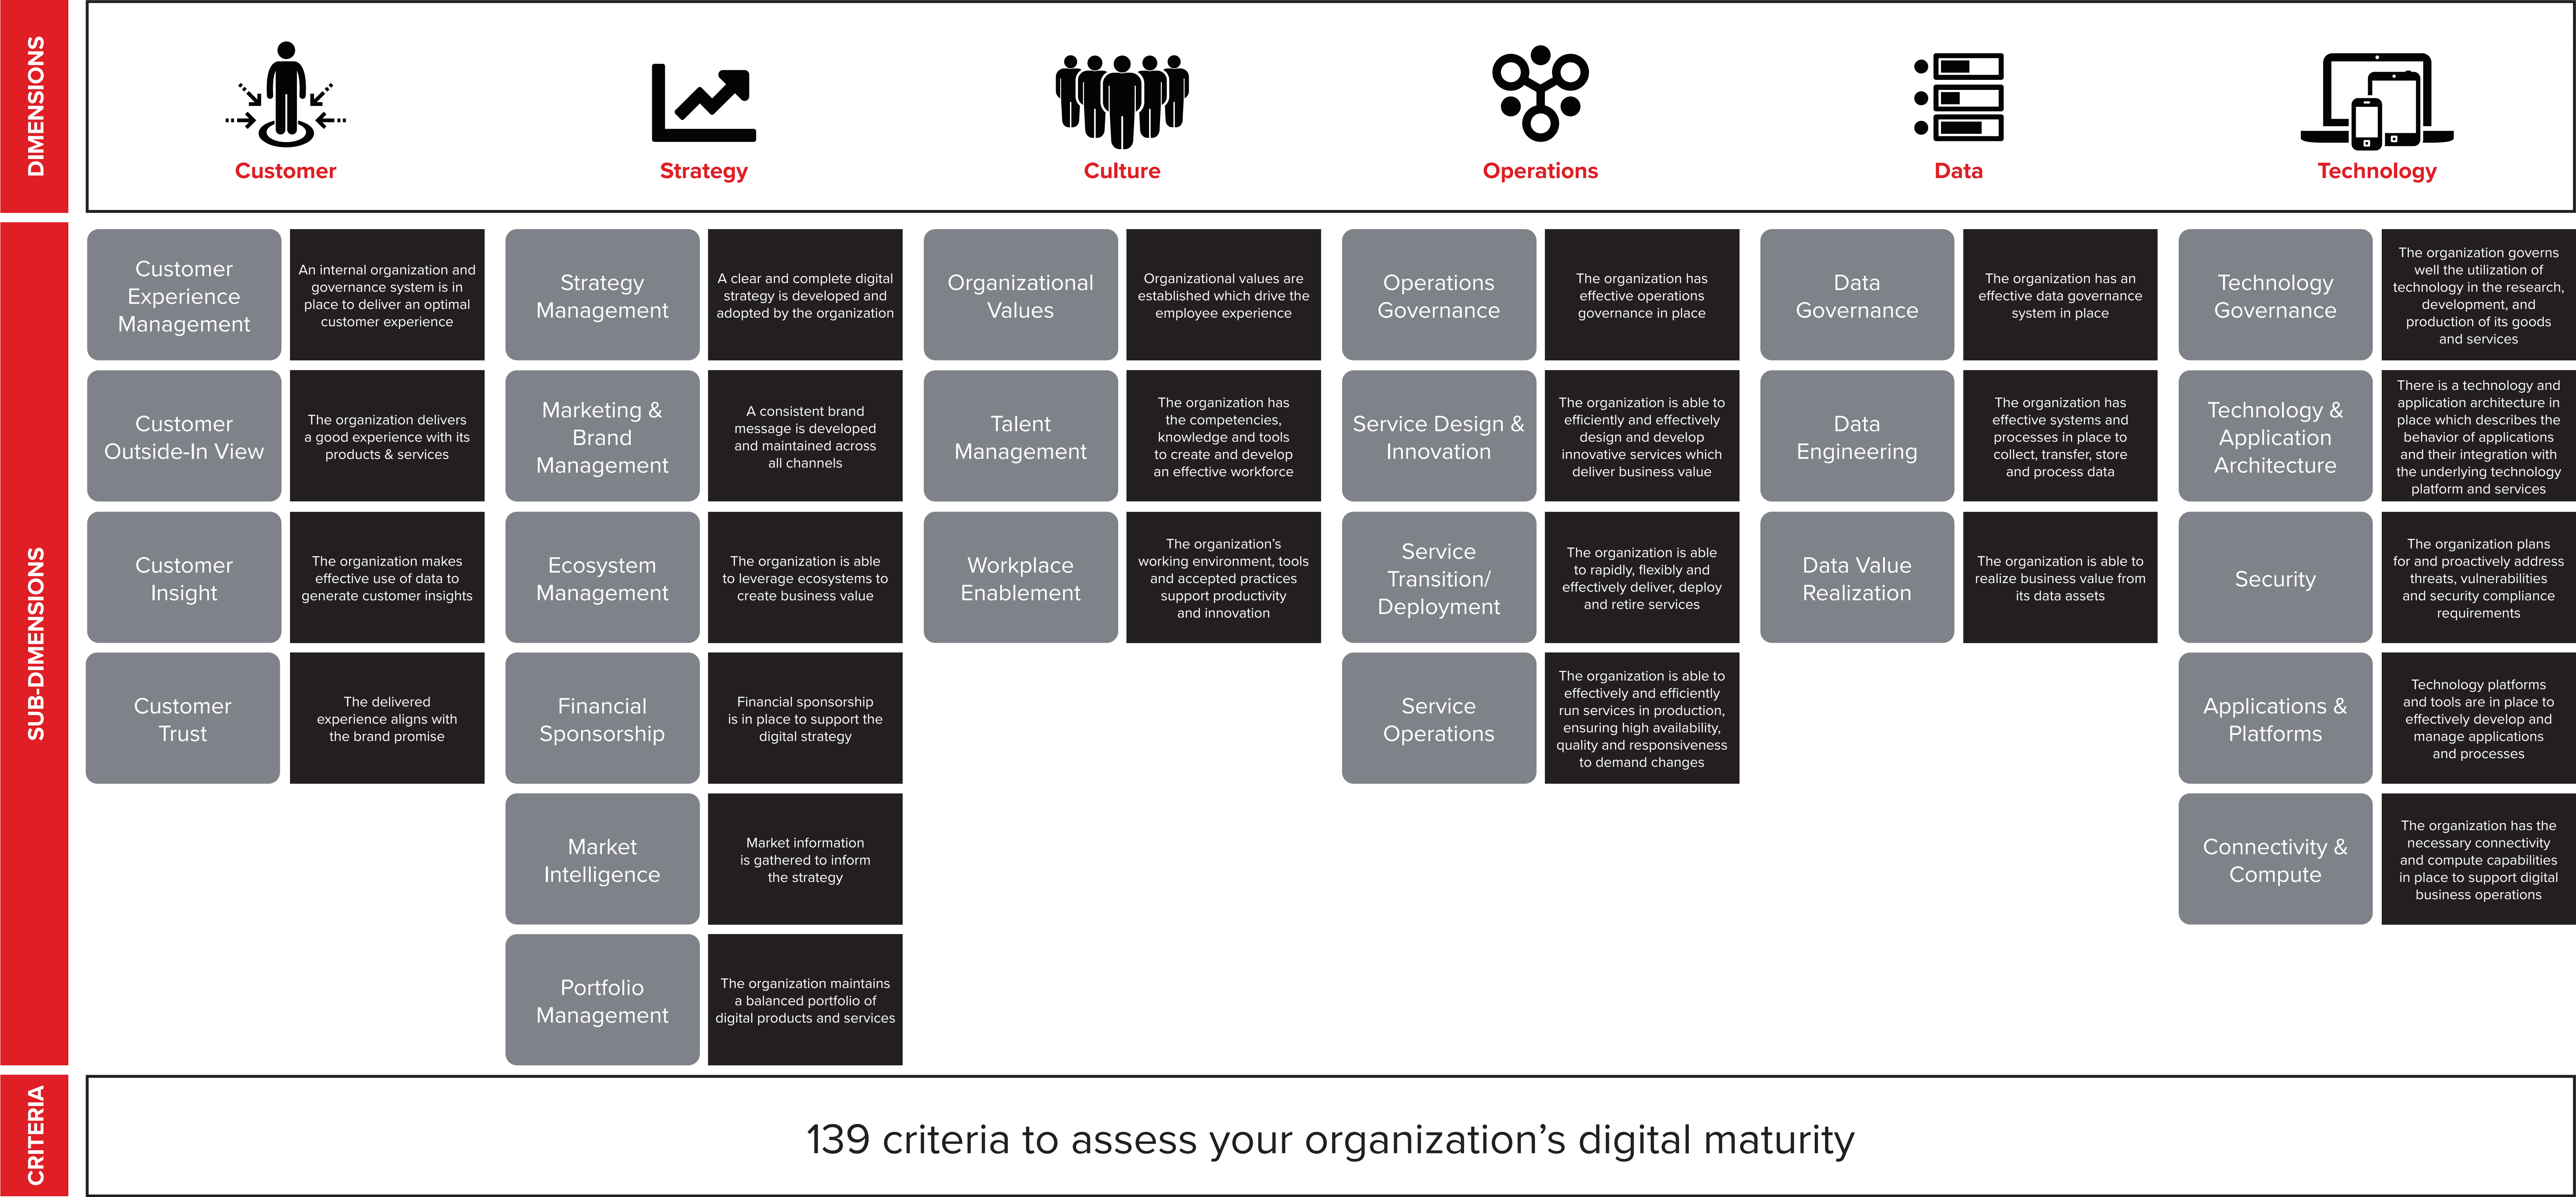 DIMENSIONS
Customer
Strategy
Culture
Operations
Data
Technology
SUB-DIMENSIONS
Customer
Experience
Management
An internal organization and
governance system is in
place to deliver an optimal
customer experience
Strategy
Management
A clear and complete digital
strategy is developed and
adopted by the organization
Organizational
Values
Organizational values are
established which drive the
employee experience
Operations
Governance
The organization has
effective operations
governance in place
Data
Governance
The organization has an
effective data governance
system in place
Technology
Governance
The organization governs
well the utilization of
technology in the research,
development, and
production of its goods
and services
Customer
Outside-In View
The organization delivers
a good experience with its
products & services
Marketing &
Brand
Management
A consistent brand
message is developed
and maintained across
all channels
Talent
Management
The organization has
the competencies,
knowledge and tools
to create and develop
an effective workforce
Service Design &
Innovation
The organization is able to
efficiently and effectively
design and develop
innovative services which
deliver business value
Data
Engineering
The organization has
effective systems and
processes in place to
collect, transfer, store
and process data
Technology &
Application
Architecture
There is a technology and
application architecture in
place which describes the
behavior of applications
and their integration with
the underlying technology
platform and services
Customer
Insight
The organization makes
effective use of data to
generate customer insights
Ecosystem
Management
The organization is able
to leverage ecosystems to
create business value
Workplace
Enablement
The organization’s
working environment, tools
and accepted practices
support productivity
and innovation
Service
Transition/
Deployment
The organization is able
to rapidly, flexibly and
effectively deliver, deploy
and retire services
Data Value
Realization
The organization is able to
realize business value from
its data assets
Security
The organization plans
for and proactively address
threats, vulnerabilities
and security compliance
requirements
Customer
Trust
The delivered
experience aligns with
the brand promise
Financial
Sponsorship
Financial sponsorship
is in place to support the
digital strategy
Service
Operations
The organization is able to
effectively and efficiently
run services in production,
ensuring high availability,
quality and responsiveness
to demand changes
Applications &
Platforms
Technology platforms
and tools are in place to
effectively develop and
manage applications
and processes
Market
Intelligence
Market information
is gathered to inform
the strategy
Connectivity &
Compute
The organization has the
necessary connectivity
and compute capabilities
in place to support digital
business operations
Portfolio
Management
The organization maintains
a balanced portfolio of
digital products and services
CRITERIA
139 criteria to assess your organization’s digital maturity